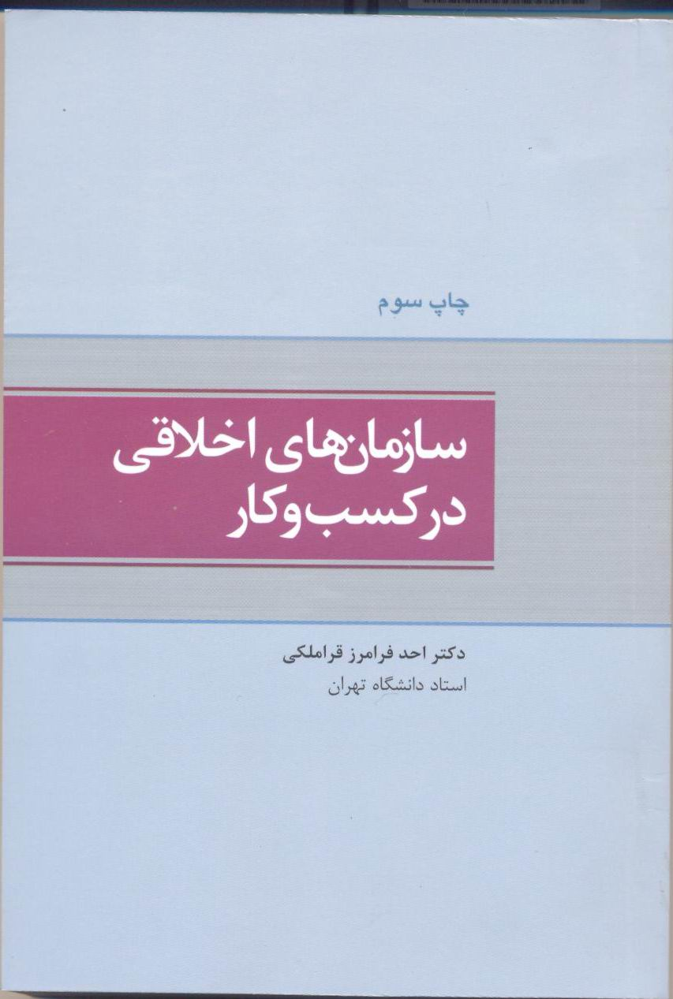 چاپ سوم
سازمان‌های اخلاقی
در کسب و کار
دکتر احد فرامرز قراملکی
استاد دانشگاه تهران